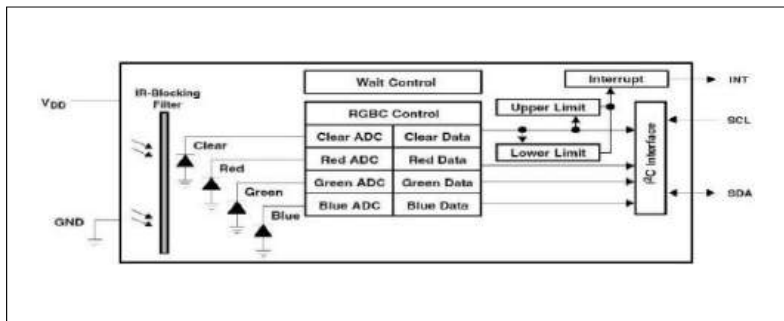 Wait Control
Interrupt
INT
IR-Blocking
Filter
VDD
RGBC Control
Upper Limit
SCL
Clear
Clear ADC
Clear Data
Lower Limit
Red
Red ADC
Red Data
I²C Interface
Green
Green ADC
Green Data
SDA
Blue
Blue ADC
Blue Data
GND